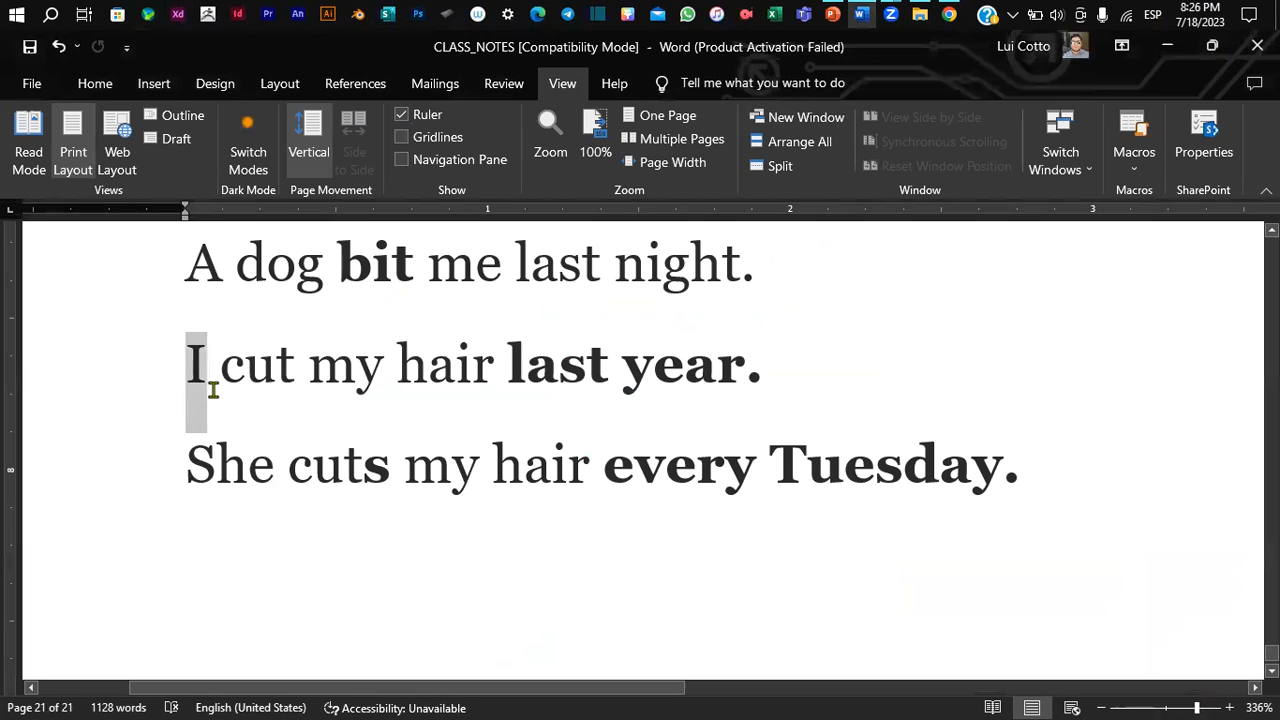 8:26 PM
ESP
7/18/2023
CLASS_NOTES [Compatibility Mode] - Word (Product Activation Failed)
Lui Cotto
File Home Insert Design Layout References Mailings Review View Help Tell me what you want to do
Read Mode
Print Layout
Web Layout
Outline
Draft
Views
Switch Modes
Dark Mode
Vertical
Side to Side
Page Movement
Ruler
Gridlines
Navigation Pane
Show
Zoom
100%
One Page
Multiple Pages
Page Width
Zoom
New Window
Arrange All
Split
View Side by Side
Synchronous Scrolling
Reset Window Position
Switch Windows
Window
Macros
Macros
Properties
SharePoint
1 2 3
A dog bit me last night.
I cut my hair last year.
She cuts my hair every Tuesday.
8
Page 21 of 21 1128 words English (United States) Accessibility: Unavailable 336%